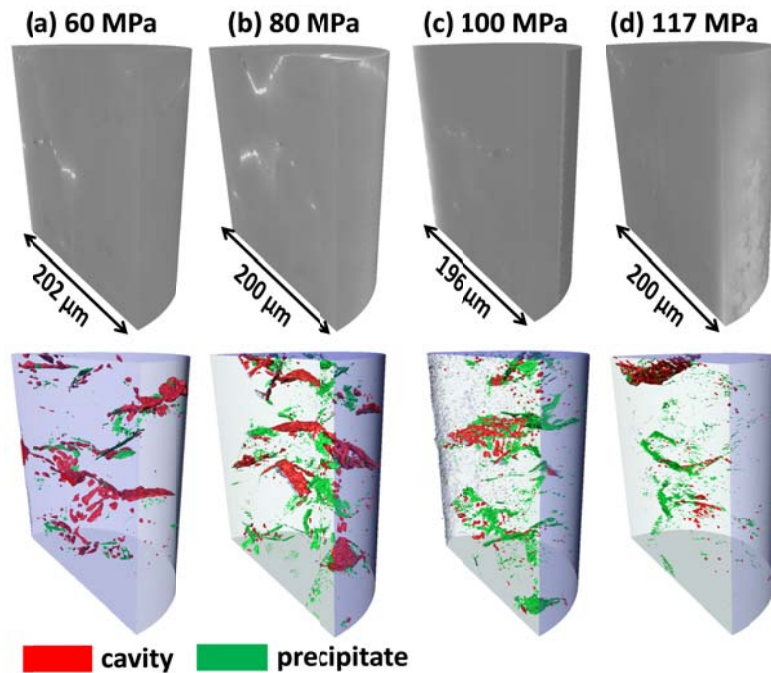 (a) 60 MPa (b) 80 MPa (c) 100 MPa (d) 117 MPa
202 µm 200 µm 196 µm 200 µm
cavity precipitate